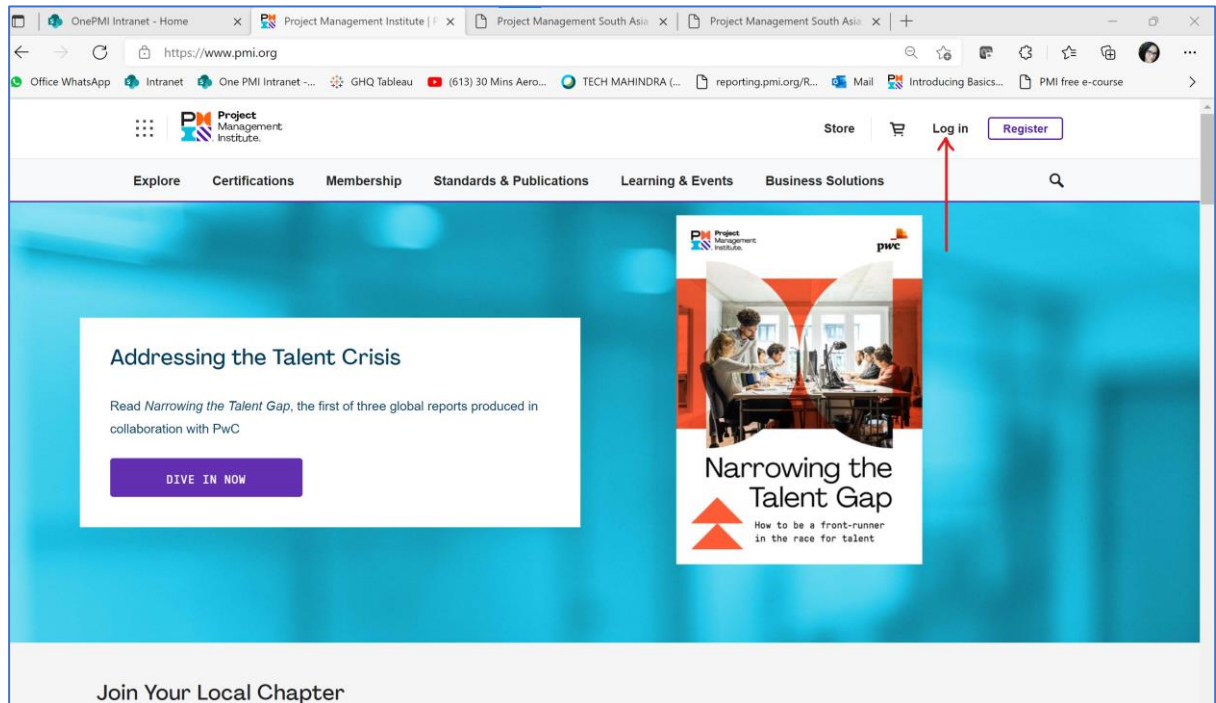 OnePMI Intranet - Home
Project Management Institute | P
Project Management South Asia
Project Management South Asia
https://www.pmi.org
Office WhatsApp
Intranet
One PMI Intranet -...
GHQ Tableau
(613) 30 Mins Aero...
TECH MAHINDRA (...
reporting.pmi.org/R...
Mail
Introducing Basics...
PMI free e-course
Project
Management
Institute.
Store
Log in
Register
Explore
Certifications
Membership
Standards & Publications
Learning & Events
Business Solutions
Addressing the Talent Crisis
Read Narrowing the Talent Gap, the first of three global reports produced in
collaboration with PwC
DIVE IN NOW
Project
Management
Institute.
pwc
Narrowing the
Talent Gap
How to be a front-runner
in the race for talent
Join Your Local Chapter